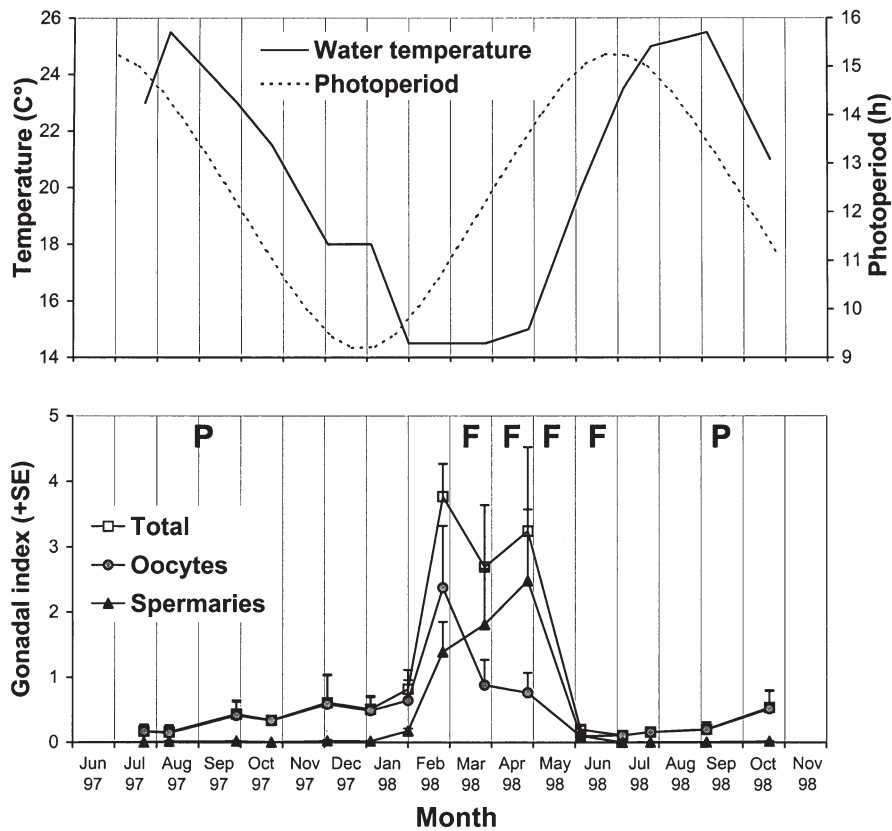 26
24
22
20
18
16
14
Temperature (C°)
Water temperature
Photoperiod
16
15
14
13
12
11
10
9
Photoperiod (h)
5
4
3
2
1
0
Gonadal index (+SE)
P F F F F P
Total
Oocytes
Spermaries
Jun Jul Aug Sep Oct Nov Dec Jan Feb Mar Apr May Jun Jul Aug Sep Oct Nov
97 97 97 97 97 97 97 98 98 98 98 98 98 98 98 98 98 98
Month